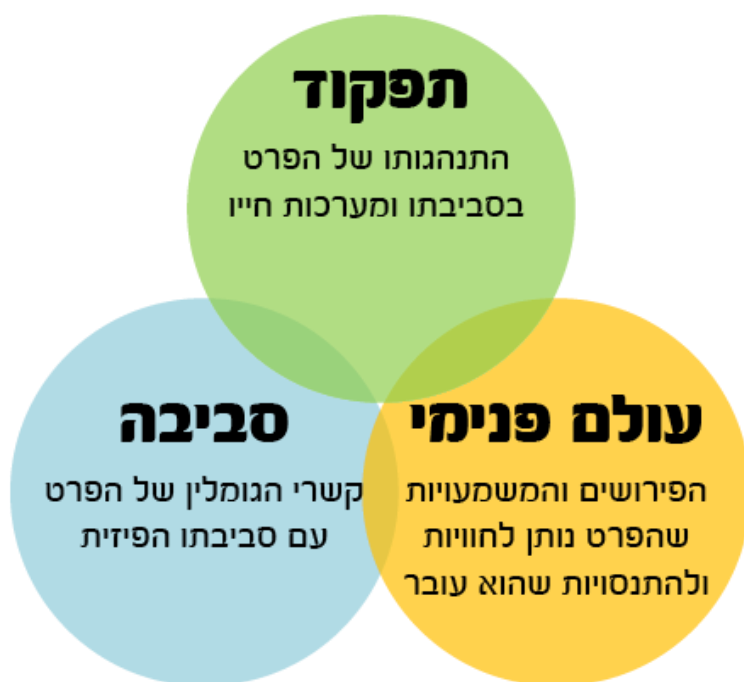 תפקוד
התנהגותו של הפרט
בסביבתו ומערכות חייו
עולם פנימי
הפירושים והמשמעויות
שהפרט נותן לחוויות
ולהתנסויות שהוא עובר
סביבה
קשרי הגומלין של הפרט
עם סביבתו הפיזית